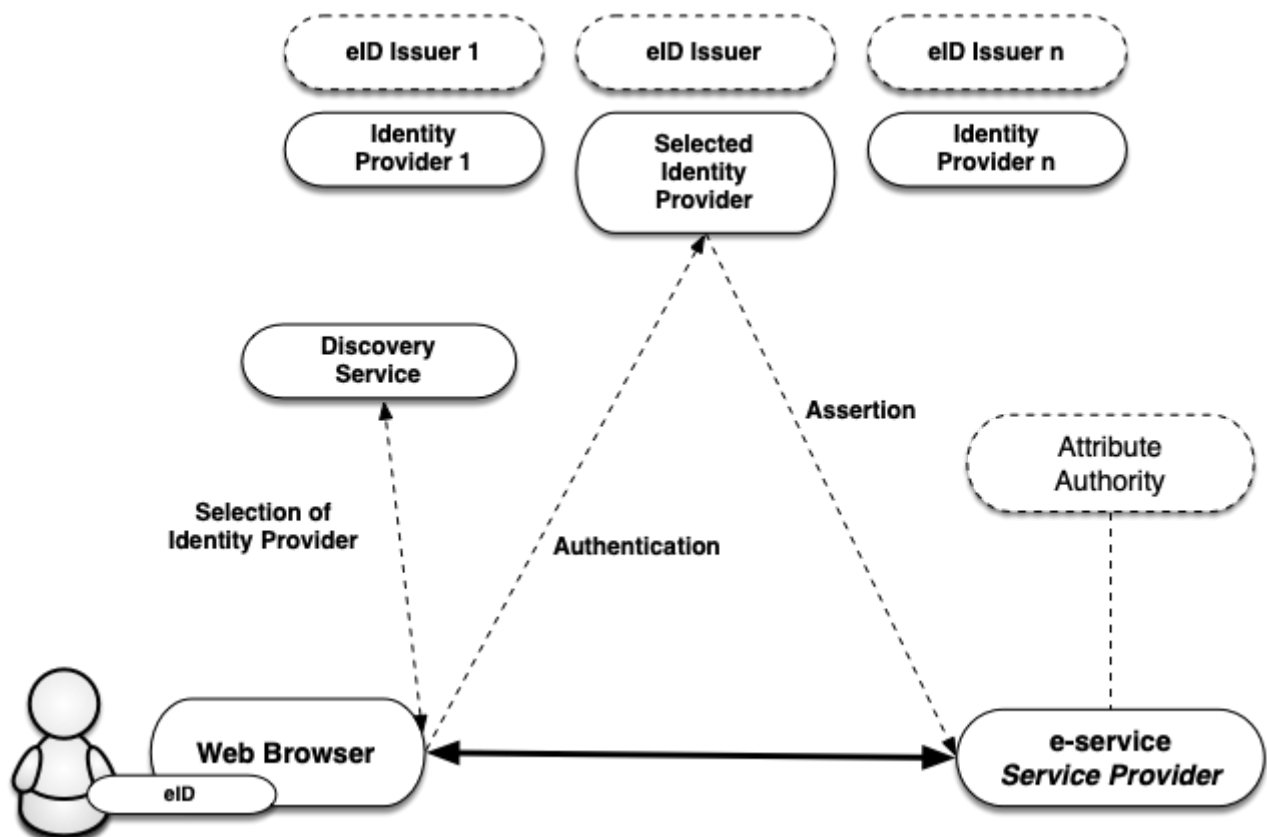 eID Issuer 1
eID Issuer
eID Issuer n
Identity
Provider 1
Selected
Identity
Provider
Identity
Provider n
Discovery
Service
Assertion
Attribute
Authority
Selection of
Identity Provider
Authentication
Web Browser
eID
e-service
Service Provider